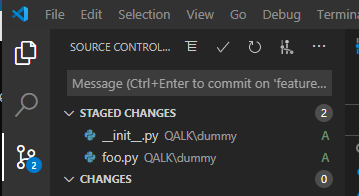 File Edit Selection View Go Debug Termina
SOURCE CONTROL...
Message (Ctrl+Enter to commit on 'feature...
STAGED CHANGES 2
__init__.py QALK\dummy A
foo.py QALK\dummy A
2
CHANGES 0